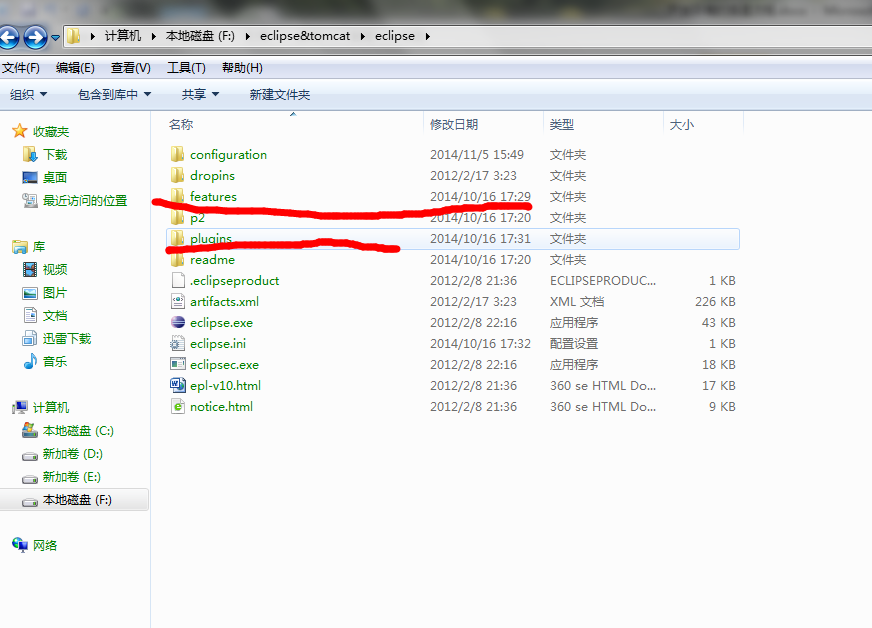 计算机 本地磁盘 (F:) eclipse&tomcat eclipse
文件(F) 编辑(E) 查看(V) 工具(T) 帮助(H)
组织 包含到库中 共享 新建文件夹
收藏夹
下载
桌面
最近访问的位置
库
视频
图片
文档
迅雷下载
音乐
计算机
本地磁盘 (C:)
新加卷 (D:)
新加卷 (E:)
本地磁盘 (F:)
网络
名称 修改日期 类型 大小
configuration 2014/11/5 15:49 文件夹
dropins 2012/2/17 3:23 文件夹
features 2014/10/16 17:29 文件夹
p2 2014/10/16 17:20 文件夹
plugins 2014/10/16 17:31 文件夹
readme 2014/10/16 17:20 文件夹
.eclipseproduct 2012/2/8 21:36 ECLIPSEPRODUC... 1 KB
artifacts.xml 2012/2/17 3:23 XML 文档 226 KB
eclipse.exe 2012/2/8 22:16 应用程序 43 KB
eclipse.ini 2014/10/16 17:32 配置设置 1 KB
eclipsec.exe 2012/2/8 22:16 应用程序 18 KB
epl-v10.html 2012/2/8 21:36 360 se HTML Do... 17 KB
notice.html 2012/2/8 21:36 360 se HTML Do... 9 KB